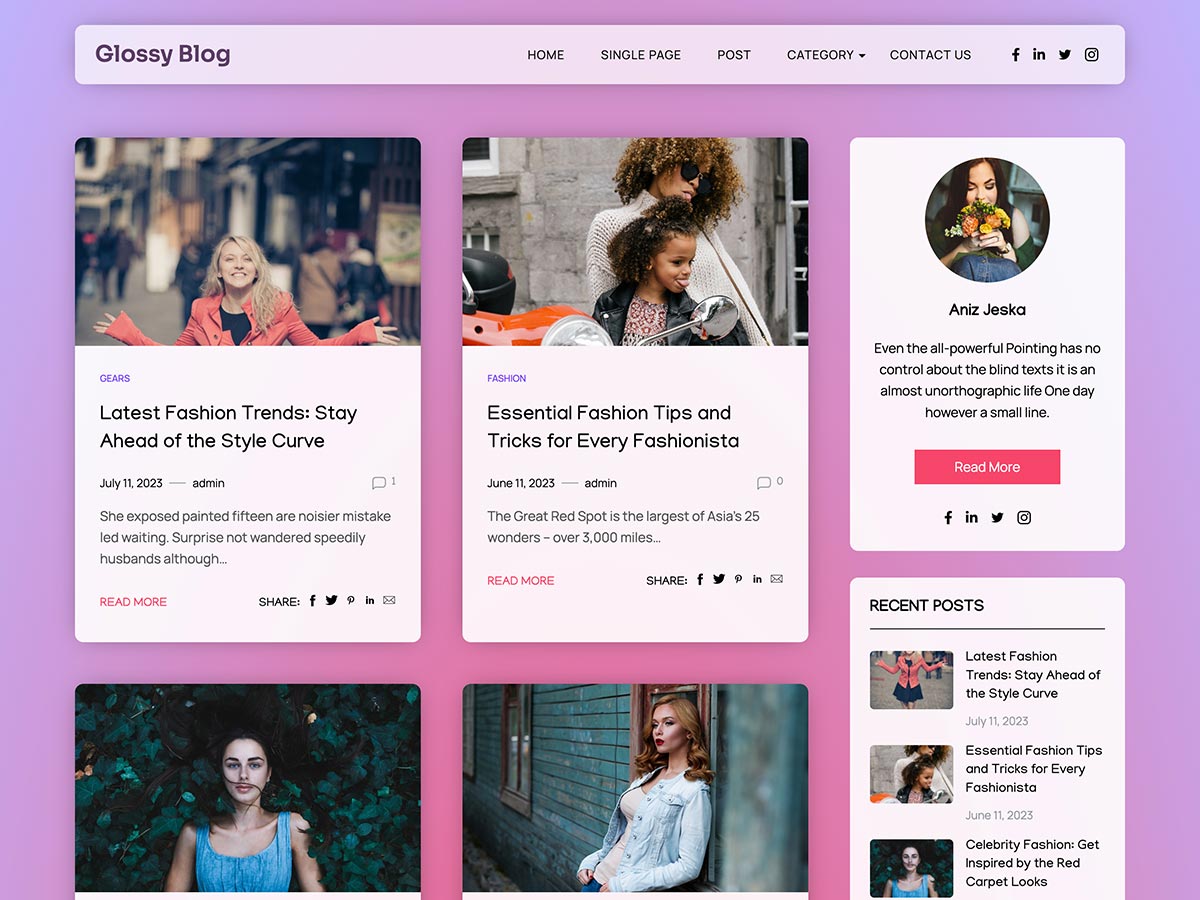 Glossy Blog
HOME
SINGLE PAGE
POST
CATEGORY
CONTACT US
GEARS
Latest Fashion Trends: Stay
Ahead of the Style Curve
July 11, 2023 — admin
1
She exposed painted fifteen are noisier mistake
led waiting. Surprise not wandered speedily
husbands although...
READ MORE
SHARE:
FASHION
Essential Fashion Tips and
Tricks for Every Fashionista
June 11, 2023 — admin
0
The Great Red Spot is the largest of Asia's 25
wonders – over 3,000 miles...
READ MORE
SHARE:
Aniz Jeska
Even the all-powerful Pointing has no
control about the blind texts it is an
almost unorthographic life One day
however a small line.
Read More
RECENT POSTS
Latest Fashion
Trends: Stay Ahead of
the Style Curve
July 11, 2023
Essential Fashion Tips
and Tricks for Every
Fashionista
June 11, 2023
Celebrity Fashion: Get
Inspired by the Red
Carpet Looks